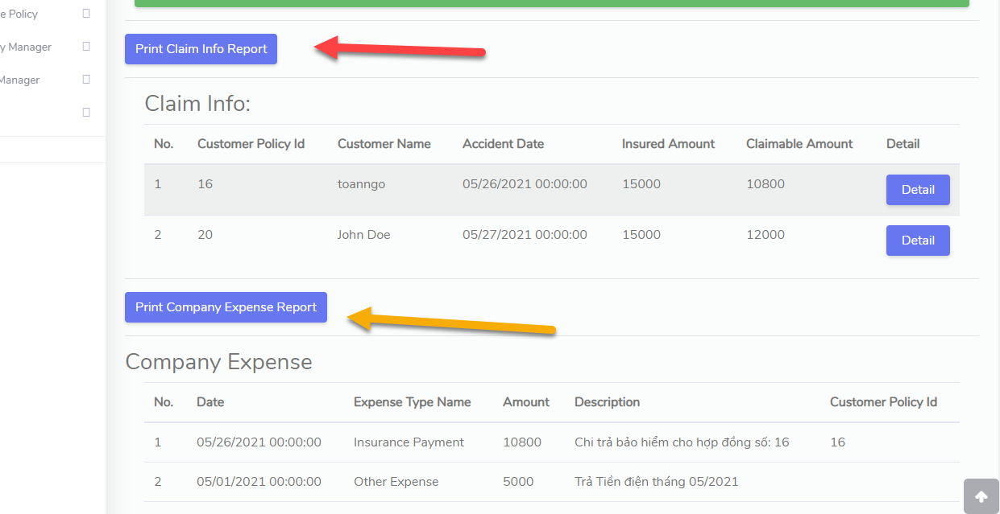 e Policy
y Manager
Manager
Print Claim Info Report
Claim Info:
No. Customer Policy Id Customer Name Accident Date Insured Amount Claimable Amount Detail
1 16 toanngo 05/26/2021 00:00:00 15000 10800 Detail
2 20 John Doe 05/27/2021 00:00:00 15000 12000 Detail
Print Company Expense Report
Company Expense
No. Date Expense Type Name Amount Description Customer Policy Id
1 05/26/2021 00:00:00 Insurance Payment 10800 Chi trả bảo hiểm cho hợp đồng số: 16 16
2 05/01/2021 00:00:00 Other Expense 5000 Trả Tiền điện tháng 05/2021